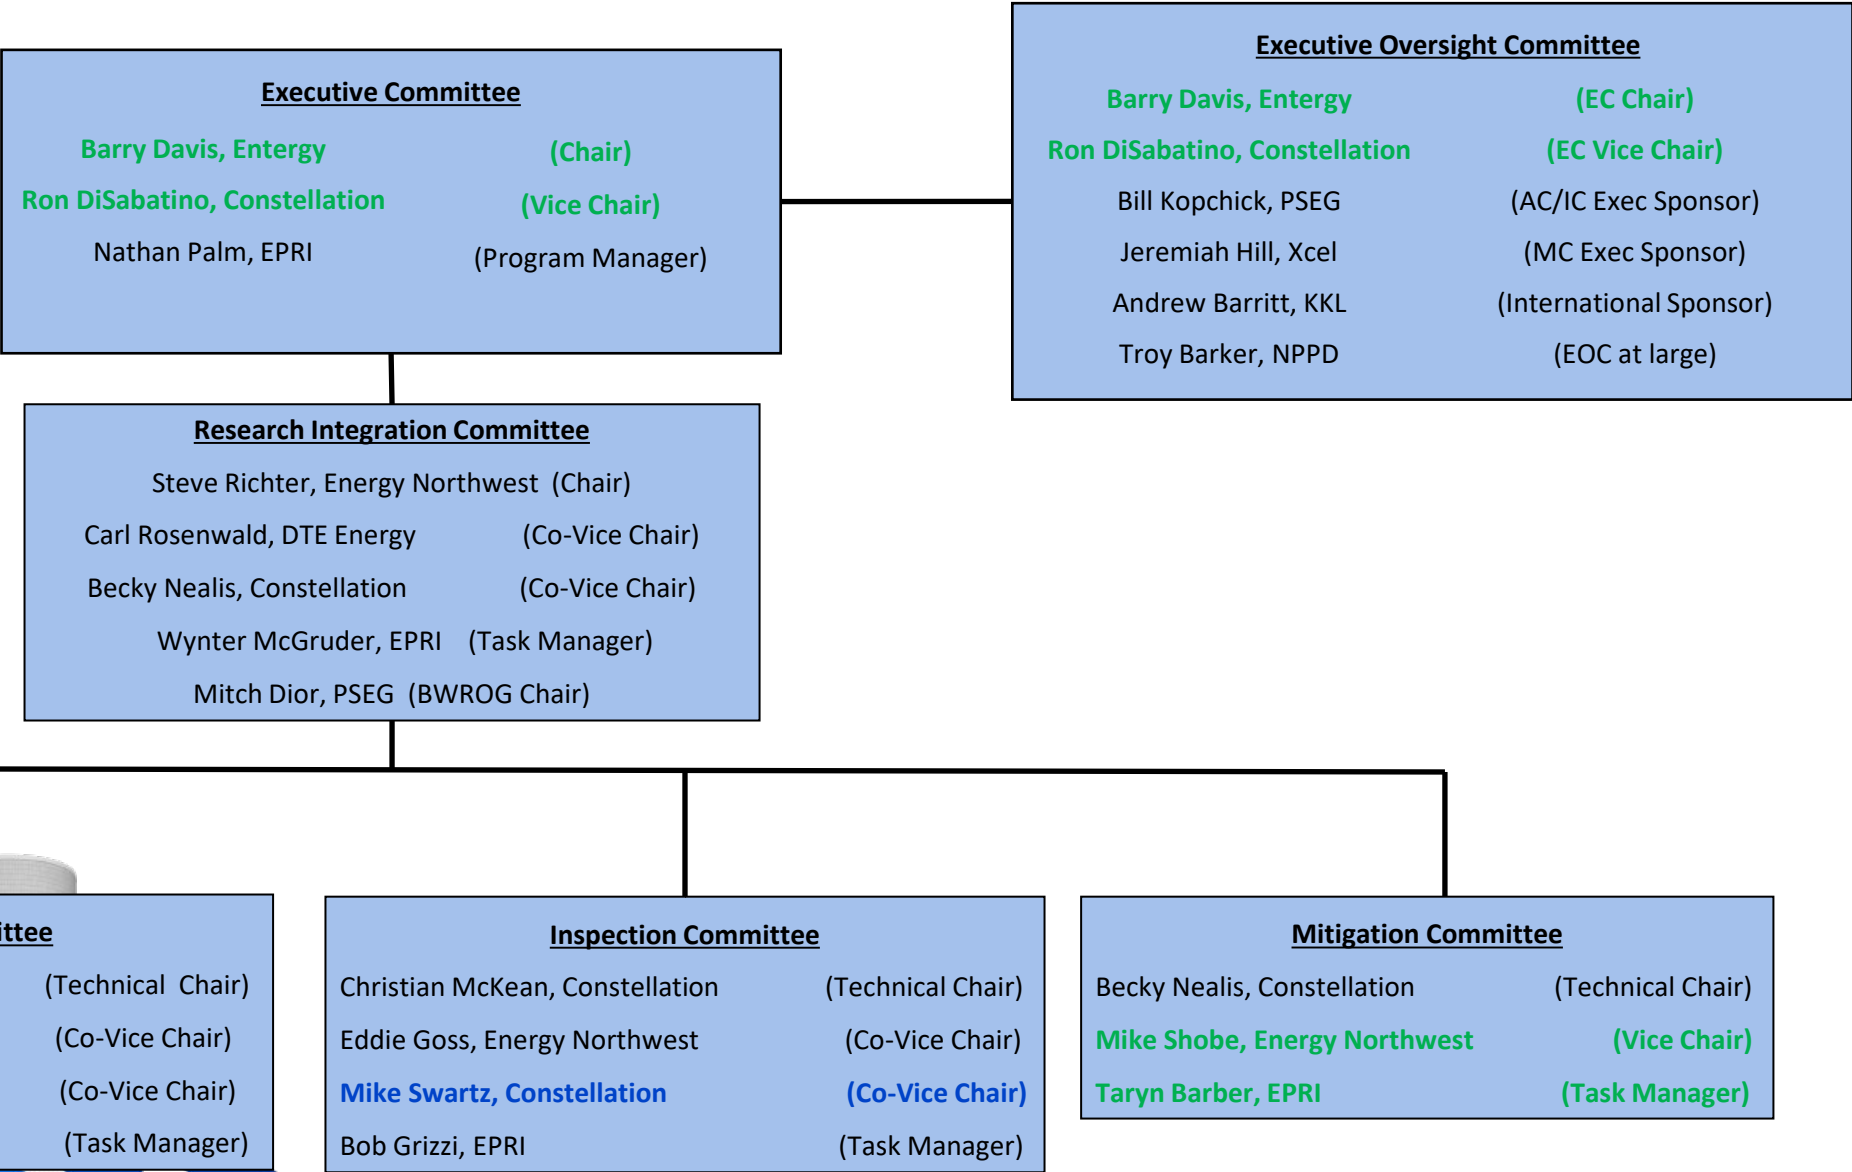 Executive Committee
Barry Davis, Entergy (Chair)
Ron DiSabatino, Constellation (Vice Chair)
Nathan Palm, EPRI (Program Manager)
Executive Oversight Committee
Barry Davis, Entergy (EC Chair)
Ron DiSabatino, Constellation (EC Vice Chair)
Bill Kopchick, PSEG (AC/IC Exec Sponsor)
Jeremiah Hill, Xcel (MC Exec Sponsor)
Andrew Barritt, KKL (International Sponsor)
Troy Barker, NPPD (EOC at large)
Research Integration Committee
Steve Richter, Energy Northwest (Chair)
Carl Rosenwald, DTE Energy (Co-Vice Chair)
Becky Nealis, Constellation (Co-Vice Chair)
Wynter McGruder, EPRI (Task Manager)
Mitch Dior, PSEG (BWROG Chair)
ittee
(Technical Chair)
(Co-Vice Chair)
(Co-Vice Chair)
(Task Manager)
Inspection Committee
Christian McKean, Constellation (Technical Chair)
Eddie Goss, Energy Northwest (Co-Vice Chair)
Mike Swartz, Constellation (Co-Vice Chair)
Bob Grizzi, EPRI (Task Manager)
Mitigation Committee
Becky Nealis, Constellation (Technical Chair)
Mike Shobe, Energy Northwest (Vice Chair)
Taryn Barber, EPRI (Task Manager)